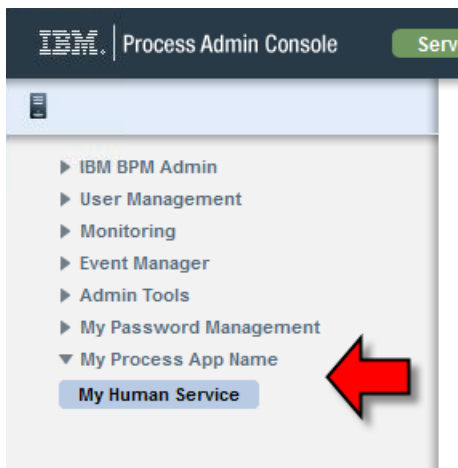 IBM. Process Admin Console Serv
IBM BPM Admin
User Management
Monitoring
Event Manager
Admin Tools
My Password Management
My Process App Name
My Human Service